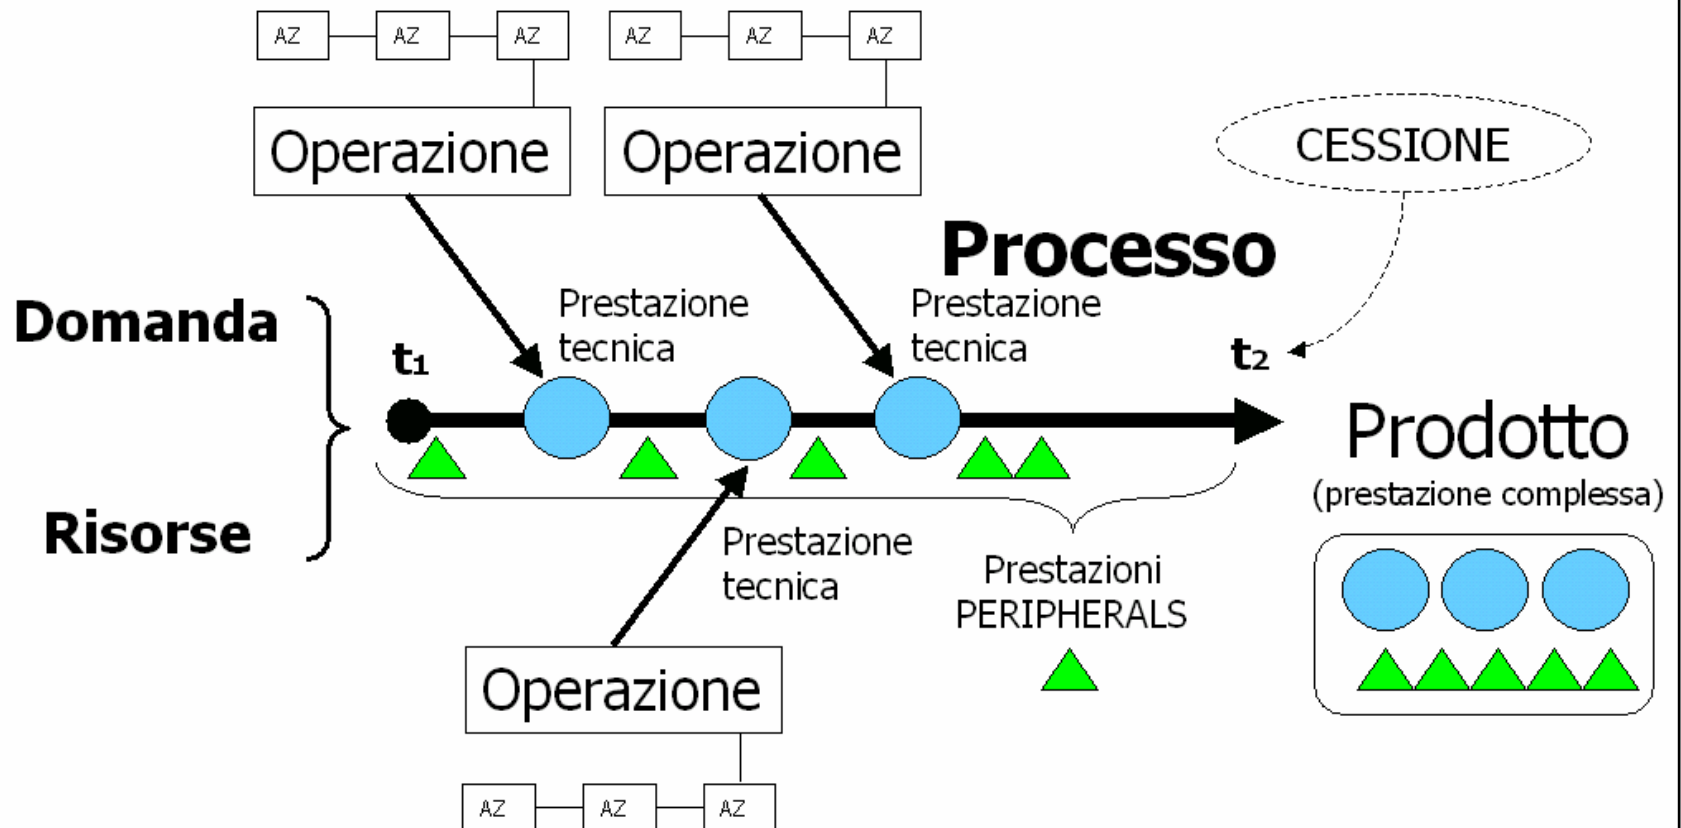 AZ AZ AZ AZ AZ AZ
Operazione Operazione
CESSIONE
Processo
Domanda
Prestazione
tecnica
Prestazione
tecnica
t1
t2
Prodotto
(prestazione complessa)
Risorse
Prestazione
tecnica
Prestazioni
PERIPHERALS
Operazione
AZ AZ AZ